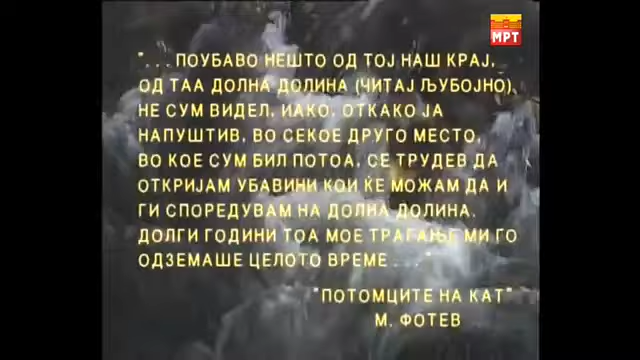 МРТ
"...ПОУБАВО НЕШТО ОД ТОЈ НАШ КРАЈ,
ОД ТАА ДОЛНА ДОЛИНА (ЧИТАЈ ЉУБОЈНО),
НЕ СУМ ВИДЕЛ, ИАКО, ОТКАКО ЈА
НАПУШТИВ, ВО СЕКОЕ ДРУГО МЕСТО,
ВО КОЕ СУМ БИЛ ПОТОА, СЕ ТРУДЕВ ДА
ОТКРИЈАМ УБАВИНИ КОИ ЌЕ МОЖАМ ДА И
ГИ СПОРЕДУВАМ НА ДОЛНА ДОЛИНА.
ДОЛГИ ГОДИНИ ТОА МОЕ ТРАГАЊЕ МИ ГО
ОДЗЕМАШЕ ЦЕЛОТО ВРЕМЕ...."
"ПОТОМЦИТЕ НА КАТ"
М. ФОТЕВ